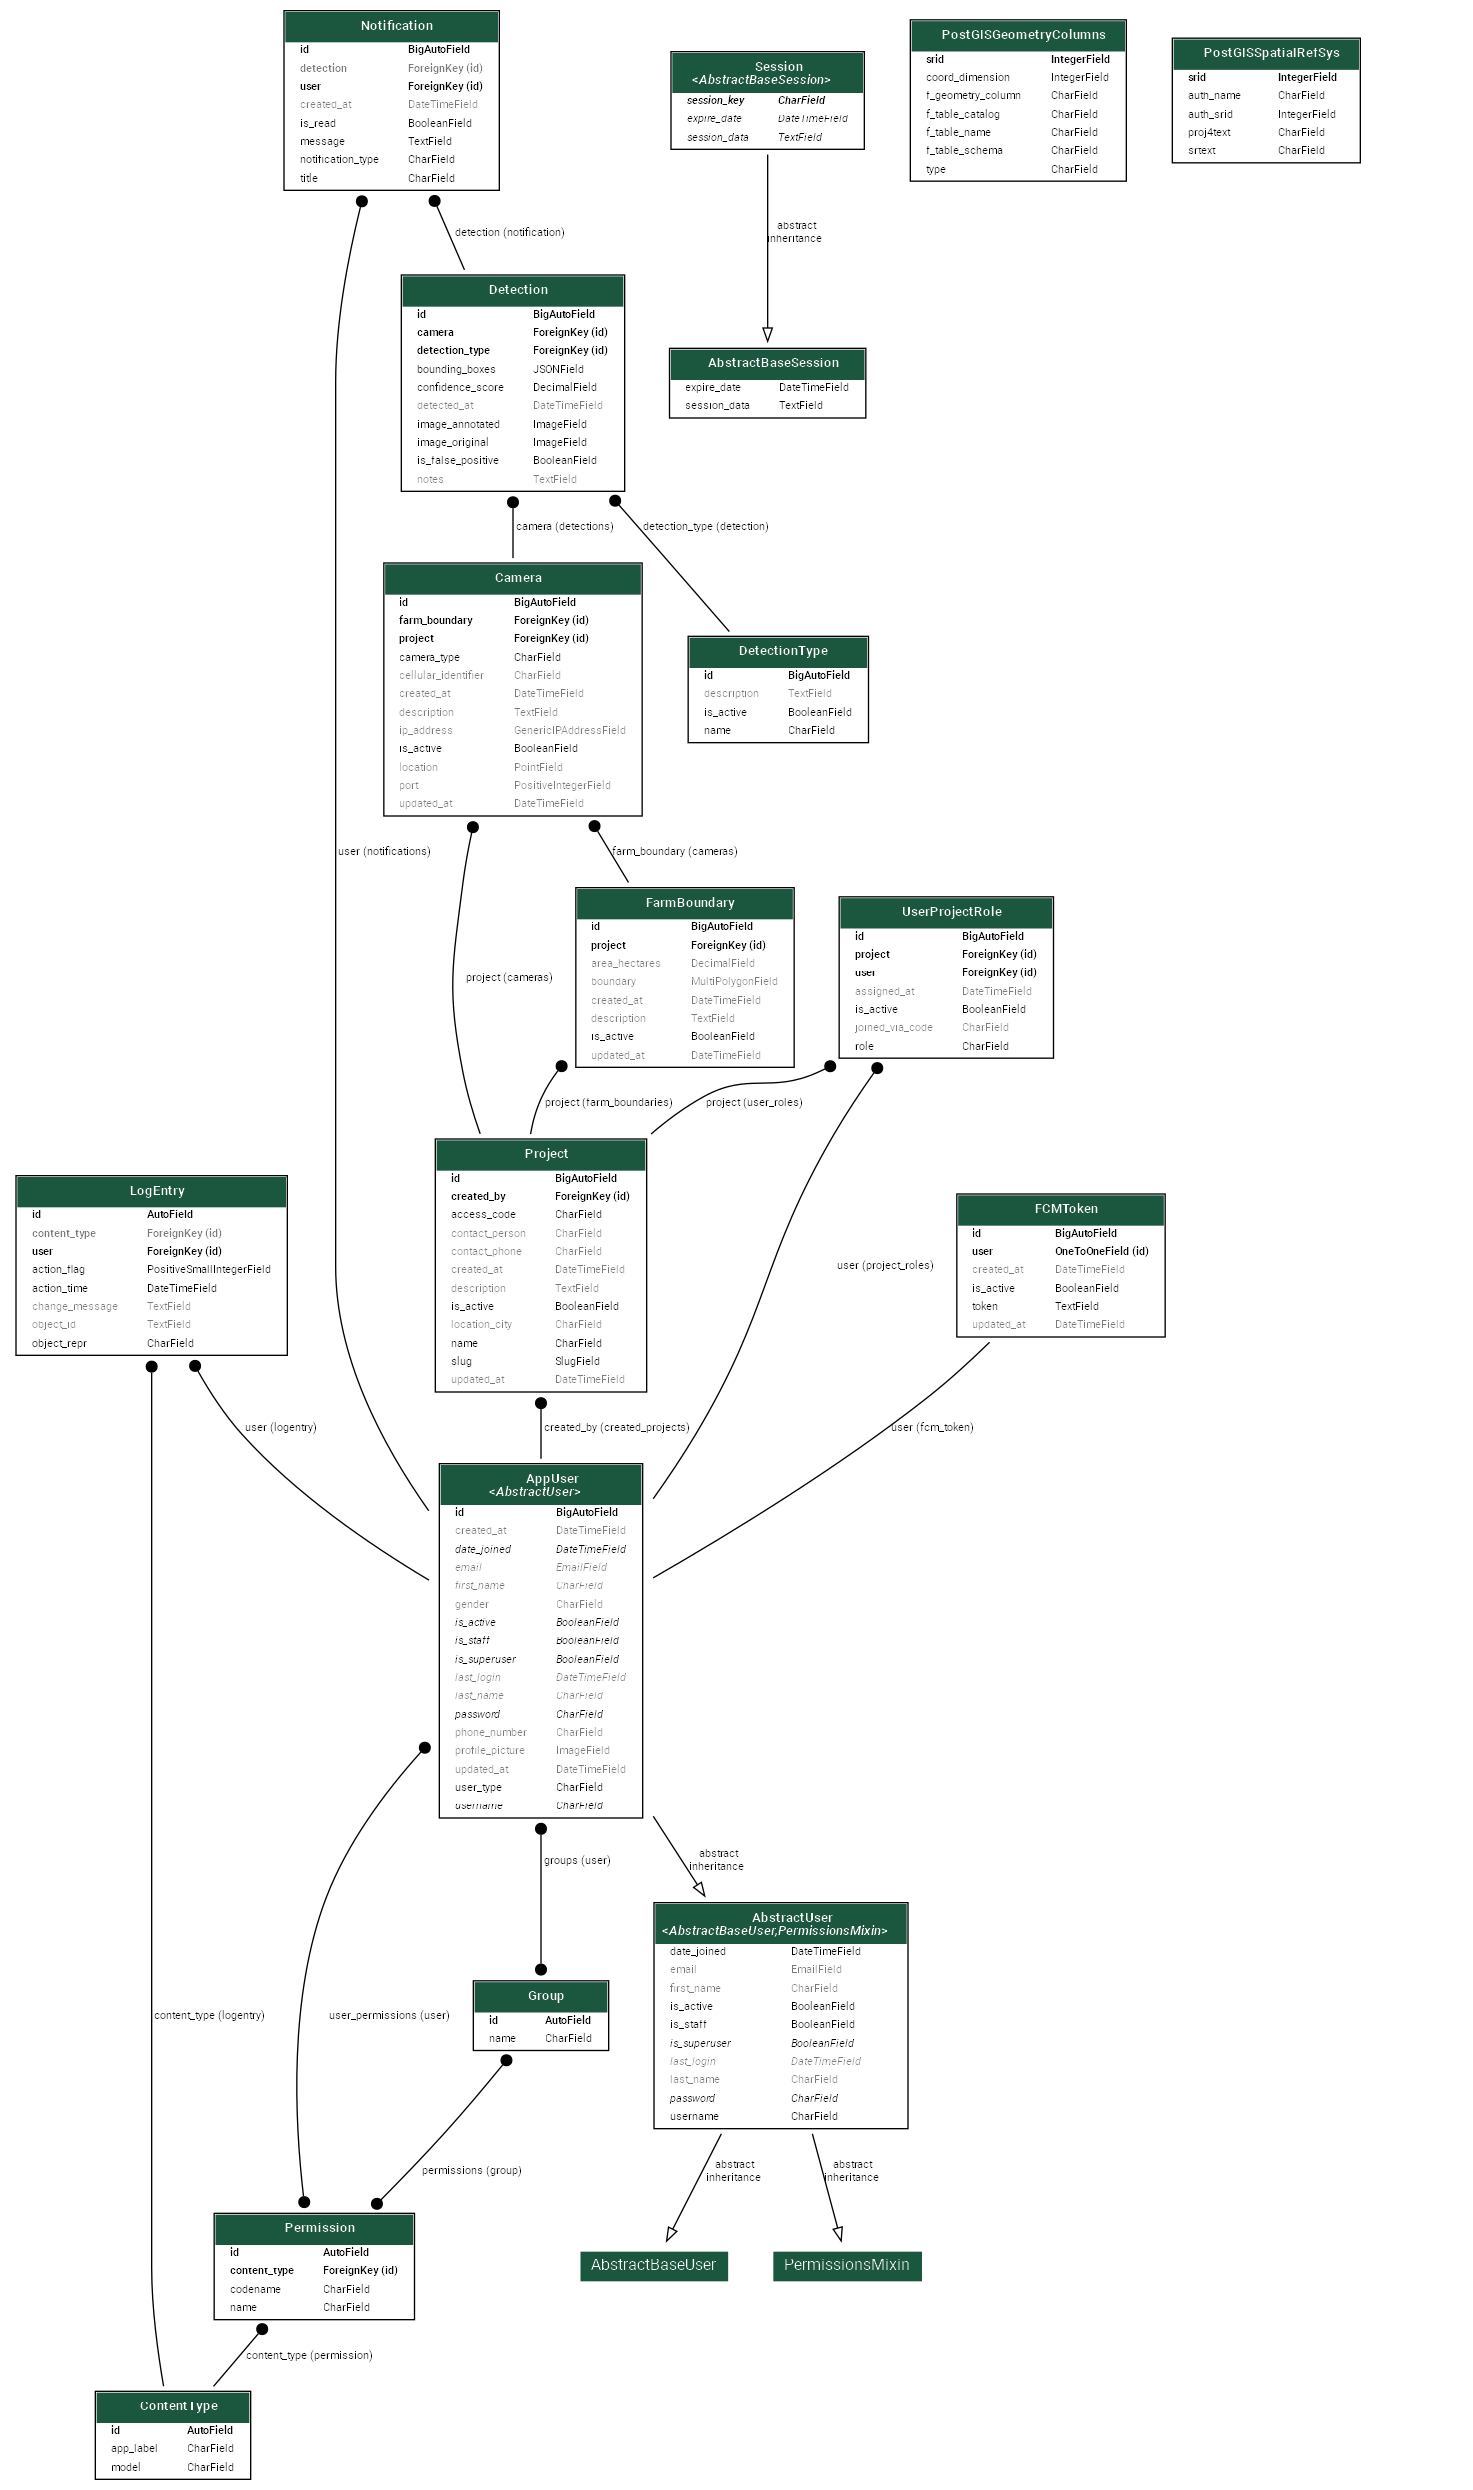 Notification
id BigAutoField
detection ForeignKey (id)
user ForeignKey (id)
created_at DateTimeField
is_read BooleanField
message TextField
notification_type CharField
title CharField
Session
<AbstractBaseSession>
session_key CharField
expire_date DateTimeField
session_data TextField
PostGISGeometryColumns
srid IntegerField
coord_dimension IntegerField
f_geometry_column CharField
f_table_catalog CharField
f_table_name CharField
f_table_schema CharField
type CharField
PostGISSpatialRefSys
srid IntegerField
auth_name CharField
auth_srid IntegerField
proj4text CharField
srtext CharField
detection (notification)
abstract
inheritance
Detection
id BigAutoField
camera ForeignKey (id)
detection_type ForeignKey (id)
bounding_boxes JSONField
confidence_score DecimalField
detected_at DateTimeField
image_annotated ImageField
image_original ImageField
is_false_positive BooleanField
notes TextField
AbstractBaseSession
expire_date DateTimeField
session_data TextField
camera (detections)
detection_type (detection)
Camera
id BigAutoField
farm_boundary ForeignKey (id)
project ForeignKey (id)
camera_type CharField
cellular_identifier CharField
created_at DateTimeField
description TextField
ip_address GenericIPAddressField
is_active BooleanField
location PointField
port PositiveIntegerField
updated_at DateTimeField
DetectionType
id BigAutoField
description TextField
is_active BooleanField
name CharField
user (notifications)
farm_boundary (cameras)
project (cameras)
FarmBoundary
id BigAutoField
project ForeignKey (id)
area_hectares DecimalField
boundary MultiPolygonField
created_at DateTimeField
description TextField
is_active BooleanField
updated_at DateTimeField
UserProjectRole
id BigAutoField
project ForeignKey (id)
user ForeignKey (id)
assigned_at DateTimeField
is_active BooleanField
joined_via_code CharField
role CharField
project (farm_boundaries)
project (user_roles)
Project
id BigAutoField
created_by ForeignKey (id)
access_code CharField
contact_person CharField
contact_phone CharField
created_at DateTimeField
description TextField
is_active BooleanField
location_city CharField
name CharField
slug SlugField
updated_at DateTimeField
LogEntry
id AutoField
content_type ForeignKey (id)
user ForeignKey (id)
action_flag PositiveSmallIntegerField
action_time DateTimeField
change_message TextField
object_id TextField
object_repr CharField
FCMToken
id BigAutoField
user OneToOneField (id)
created_at DateTimeField
is_active BooleanField
token TextField
updated_at DateTimeField
user (project_roles)
user (logentry)
created_by (created_projects)
user (fcm_token)
AppUser
<AbstractUser>
id BigAutoField
created_at DateTimeField
date_joined DateTimeField
email EmailField
first_name CharField
gender CharField
is_active BooleanField
is_staff BooleanField
is_superuser BooleanField
last_login DateTimeField
last_name CharField
password CharField
phone_number CharField
profile_picture ImageField
updated_at DateTimeField
user_type CharField
username CharField
groups (user)
abstract
inheritance
AbstractUser
<AbstractBaseUser,PermissionsMixin>
date_joined DateTimeField
email EmailField
first_name CharField
is_active BooleanField
is_staff BooleanField
is_superuser BooleanField
last_login DateTimeField
last_name CharField
password CharField
username CharField
content_type (logentry)
user_permissions (user)
Group
id AutoField
name CharField
permissions (group)
abstract
inheritance
abstract
inheritance
Permission
id AutoField
content_type ForeignKey (id)
codename CharField
name CharField
AbstractBaseUser
PermissionsMixin
content_type (permission)
ContentType
id AutoField
app_label CharField
model CharField